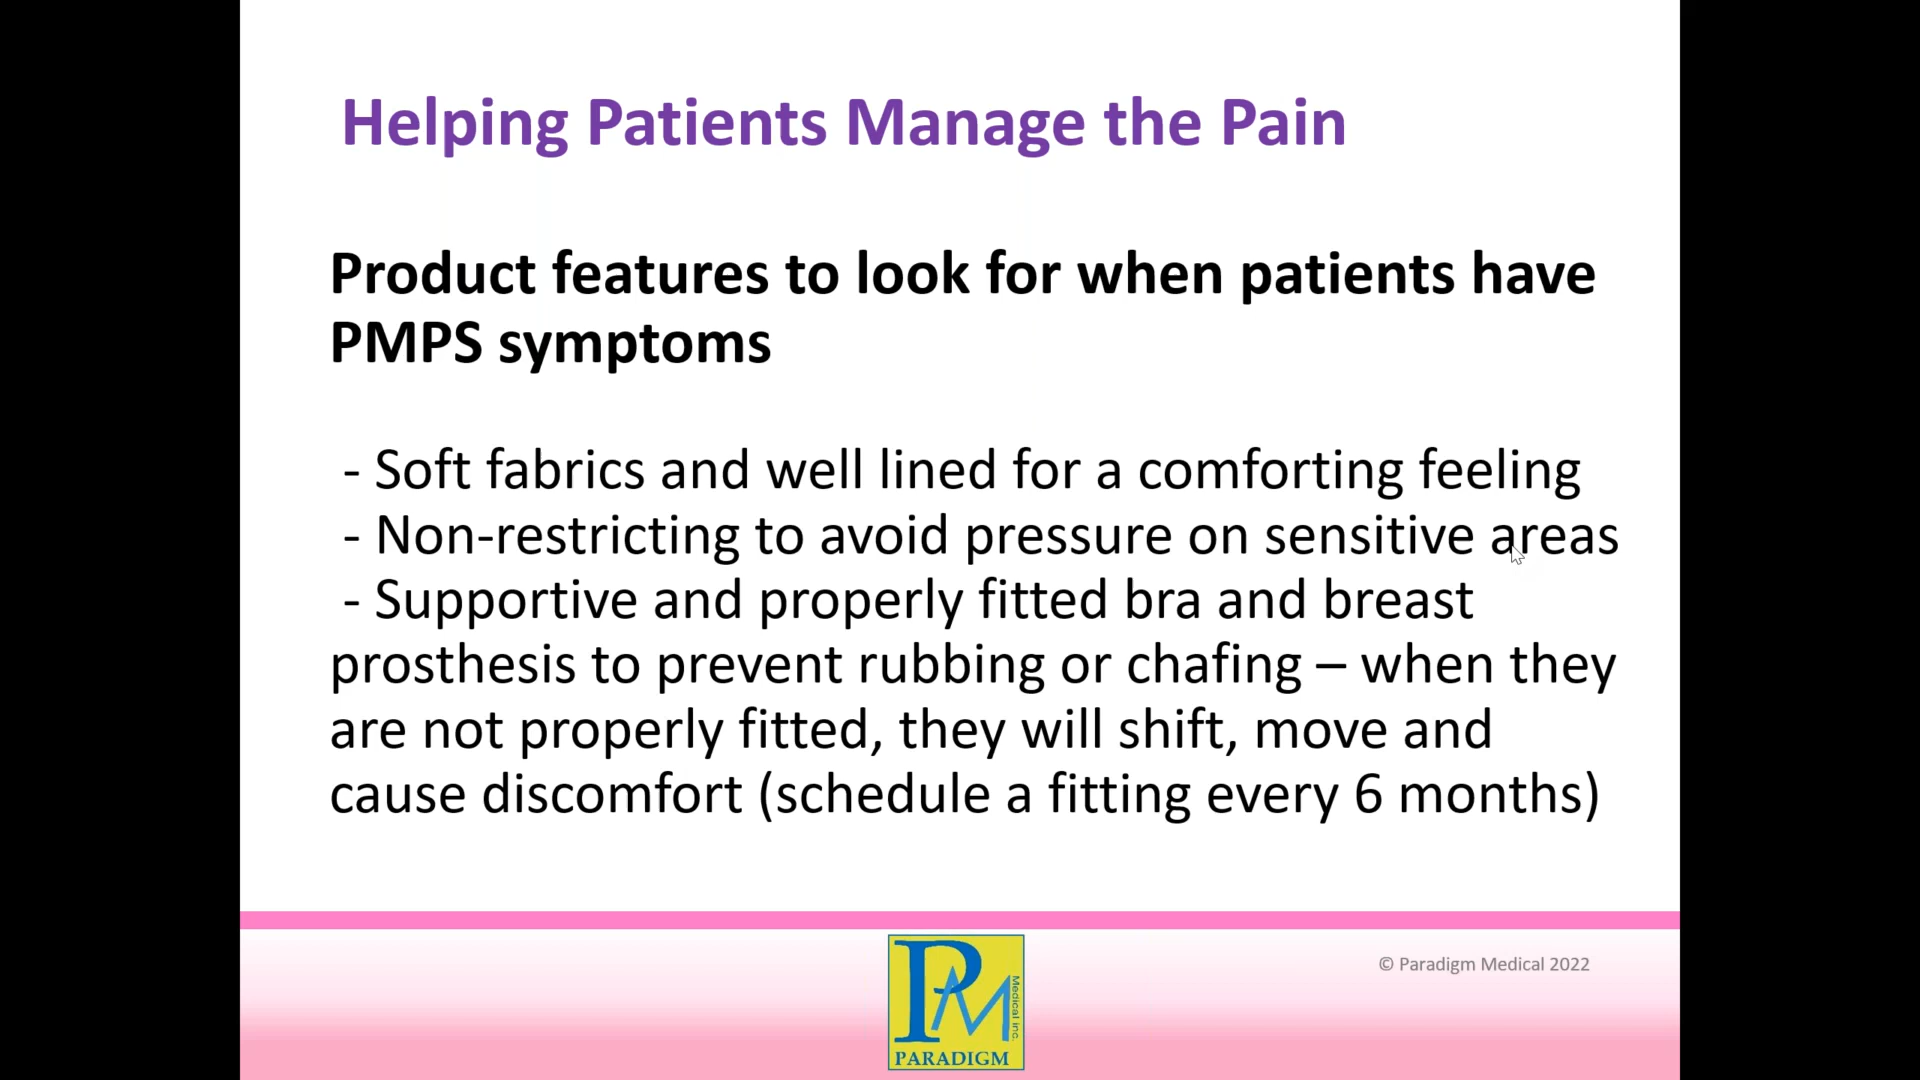 Helping Patients Manage the Pain
Product features to look for when patients have
PMPS symptoms
- Soft fabrics and well lined for a comforting feeling
- Non-restricting to avoid pressure on sensitive areas
- Supportive and properly fitted bra and breast
prosthesis to prevent rubbing or chafing – when they
are not properly fitted, they will shift, move and
cause discomfort (schedule a fitting every 6 months)
© Paradigm Medical 2022
PM
Medical inc.
PARADIGM